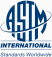 ASTM
INTERNATIONAL
Standards Worldwide